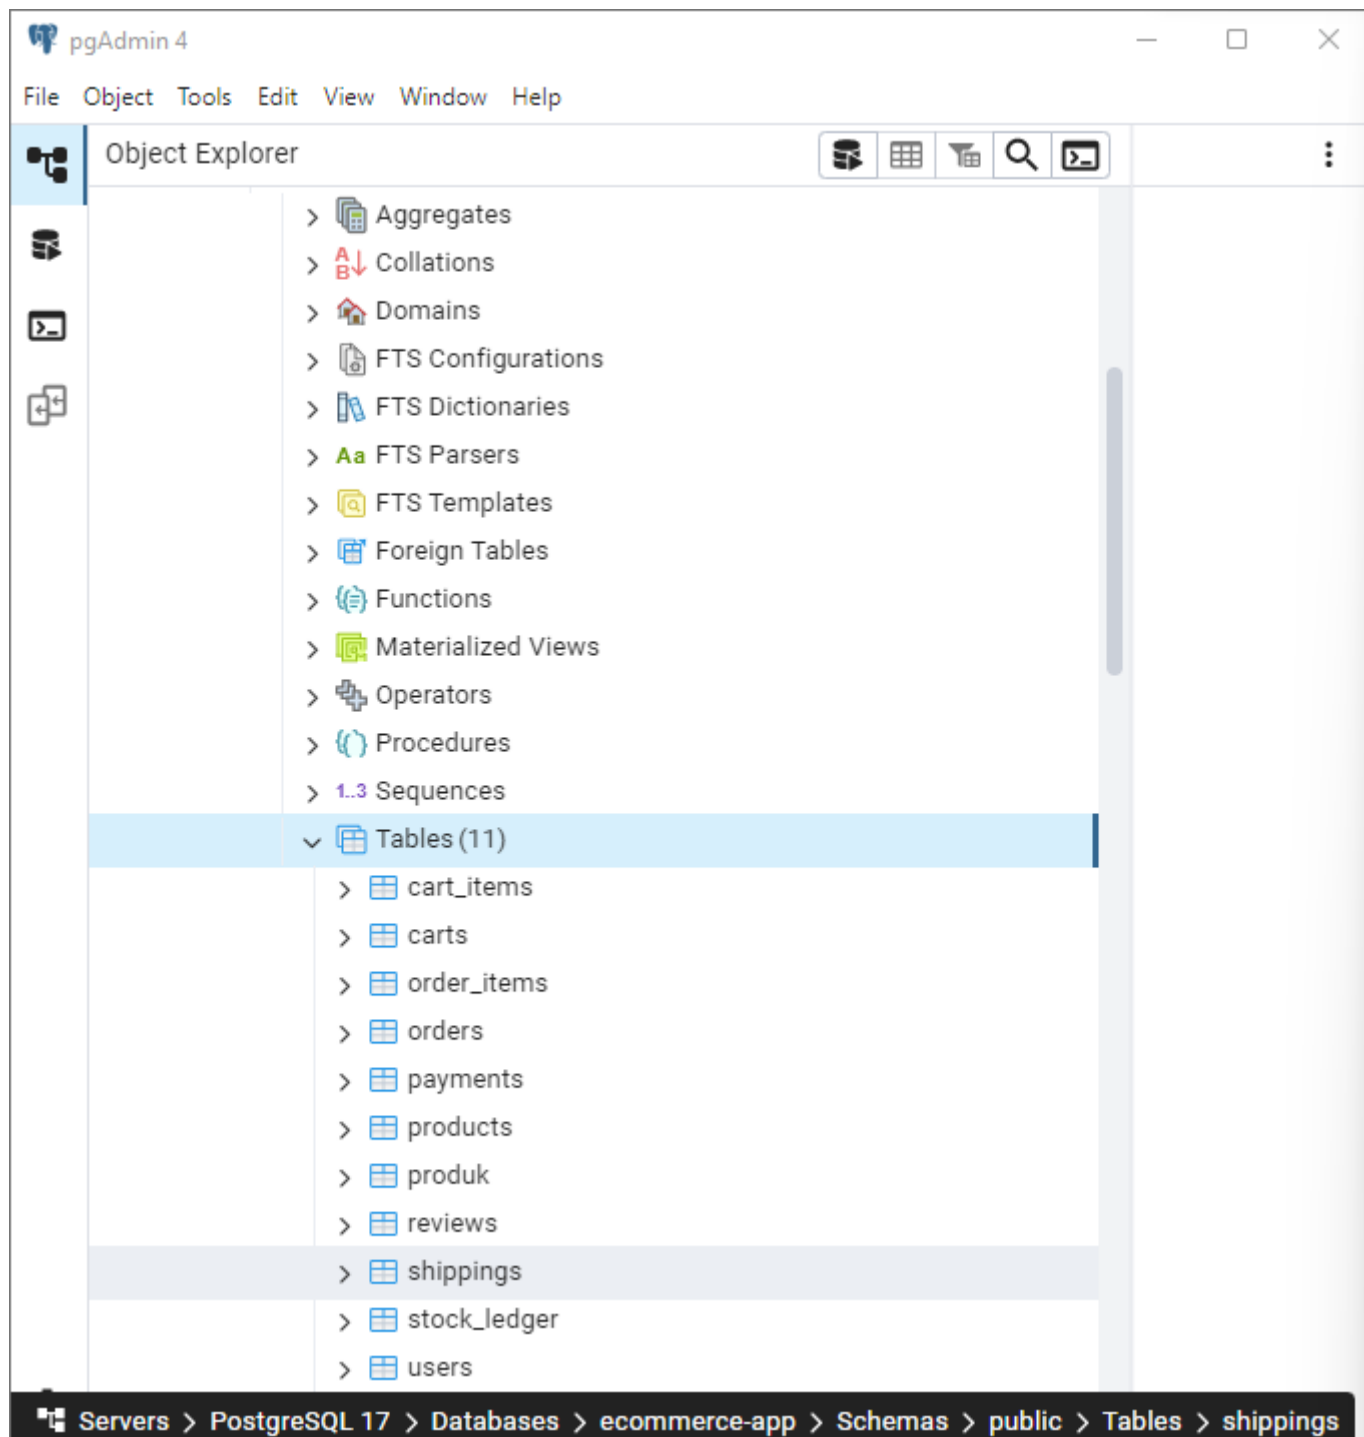 pgAdmin 4
File Object Tools Edit View Window Help
Object Explorer
Aggregates
Collations
Domains
FTS Configurations
FTS Dictionaries
Aa FTS Parsers
FTS Templates
Foreign Tables
Functions
Materialized Views
Operators
Procedures
1..3 Sequences
Tables (11)
cart_items
carts
order_items
orders
payments
products
produk
reviews
shippings
stock_ledger
users
Servers > PostgreSQL 17 > Databases > ecommerce-app > Schemas > public > Tables > shippings